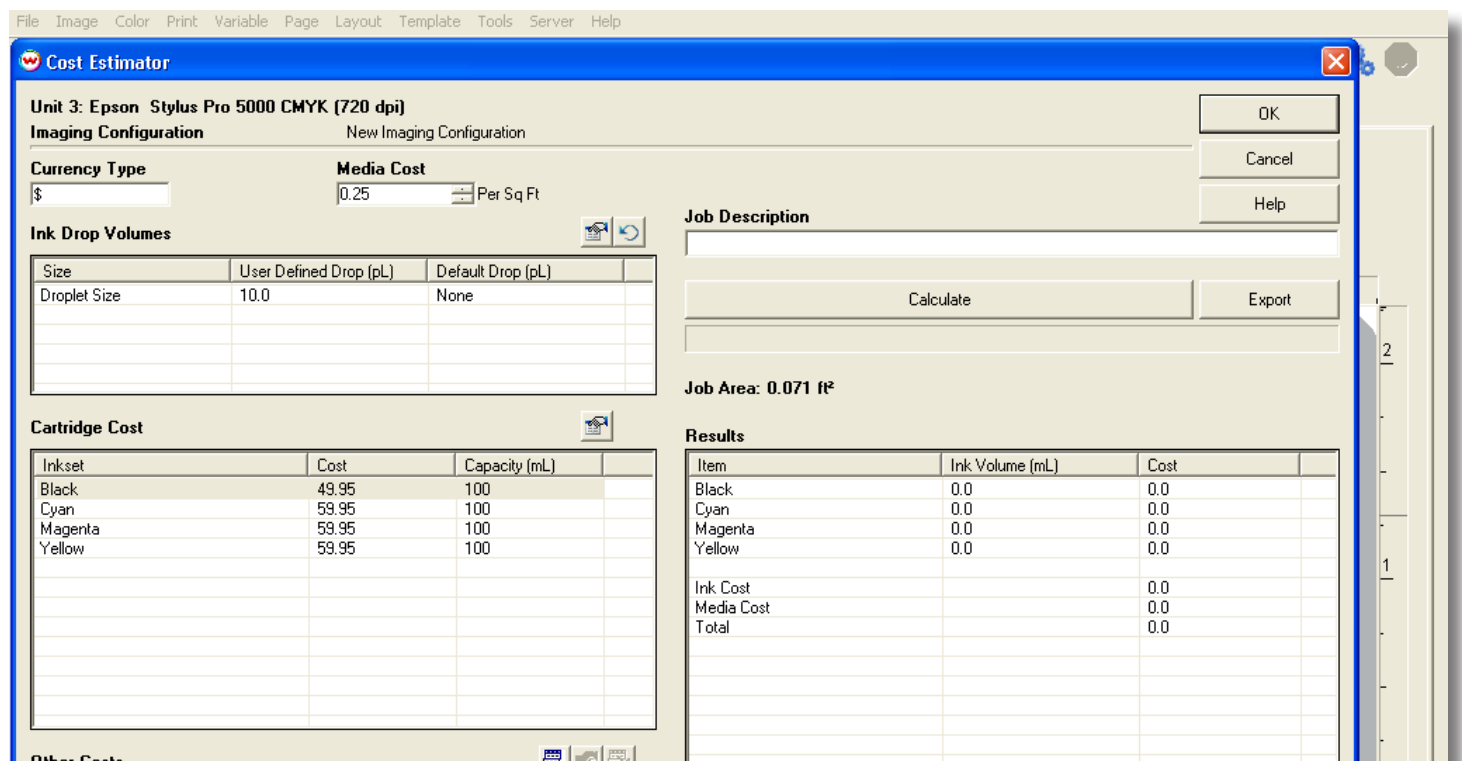 File Image Color Print Variable Page Layout Template Tools Server Help
Cost Estimator
Unit 3: Epson Stylus Pro 5000 CMYK (720 dpi)
Imaging Configuration New Imaging Configuration
OK
Cancel
Help
Currency Type Media Cost
$ 0.25 Per Sq Ft
Ink Drop Volumes
Size User Defined Drop (pL) Default Drop (pL)
Droplet Size 10.0 None
Job Description
Calculate Export
Job Area: 0.071 ft²
Cartridge Cost
Inkset Cost Capacity (mL)
Black 49.95 100
Cyan 59.95 100
Magenta 59.95 100
Yellow 59.95 100
Results
Item Ink Volume (mL) Cost
Black 0.0 0.0
Cyan 0.0 0.0
Magenta 0.0 0.0
Yellow 0.0 0.0
Ink Cost 0.0
Media Cost 0.0
Total 0.0
Other Costs
2
1